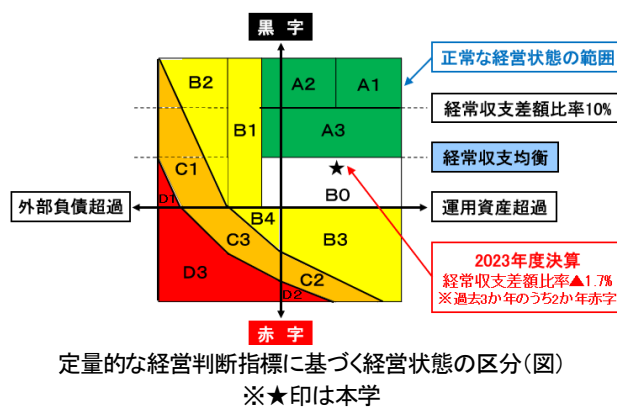 黒 字
正常な経営状態の範囲
B2
A2
A1
経常収支差額比率10%
B1
A3
経常収支均衡
C1
★
D1
B0
外部負債超過
運用資産超過
B4
C3
B3
D3
C2
D2
2023年度決算
経常収支差額比率▲1.7%
※過去3か年のうち2か年赤字
赤 字
定量的な経営判断指標に基づく経営状態の区分(図)
※★印は本学